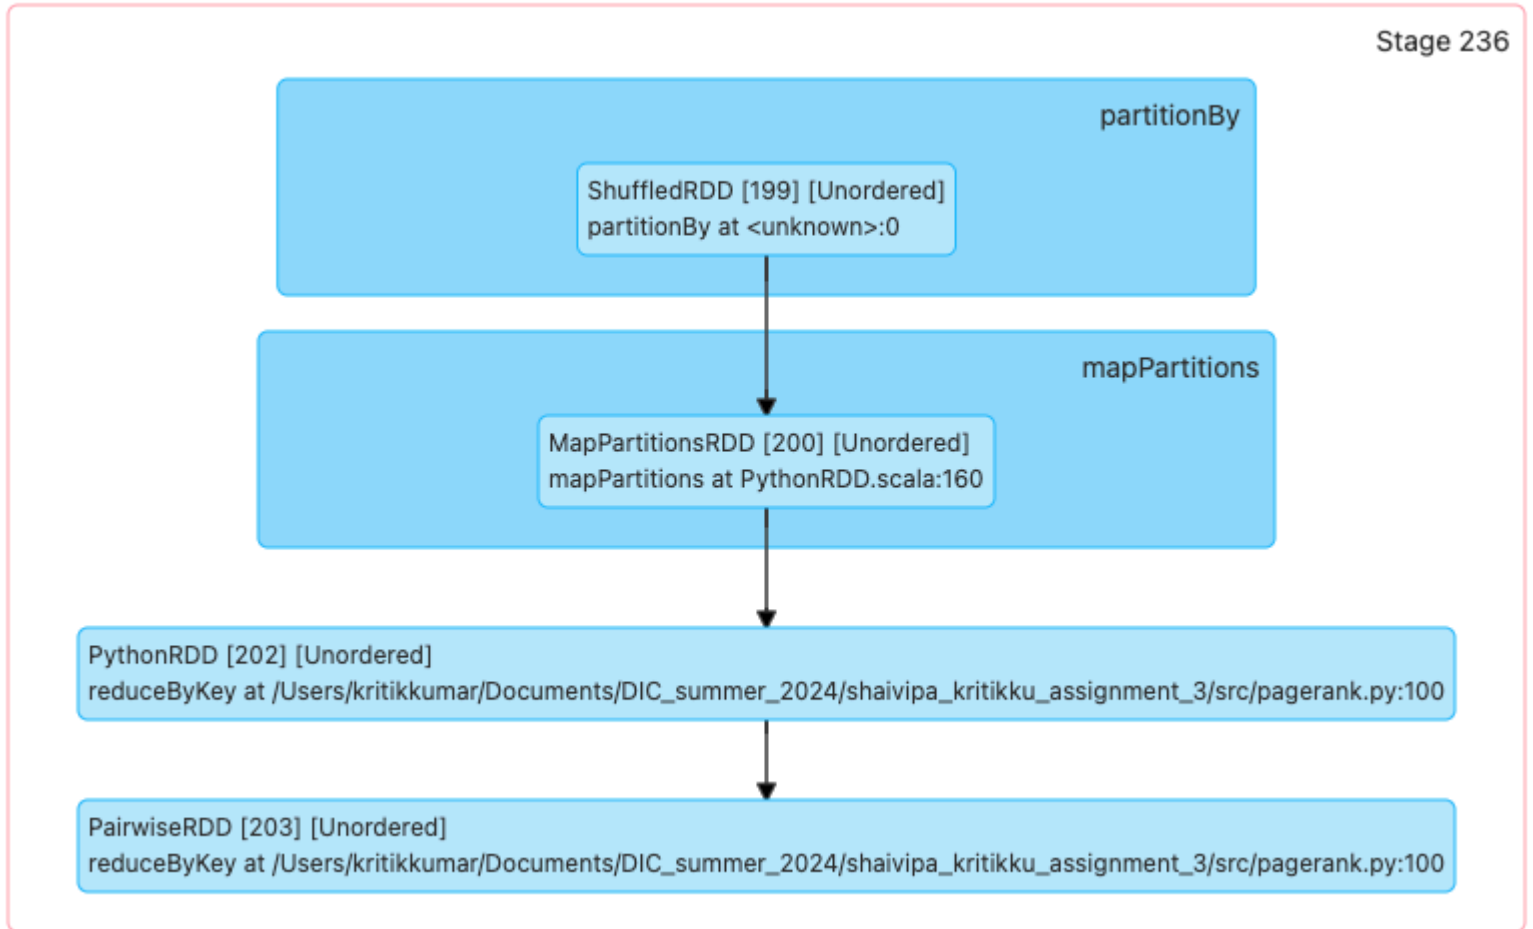 Stage 236
partitionBy
ShuffledRDD [199] [Unordered]
partitionBy at <unknown>:0
mapPartitions
MapPartitionsRDD [200] [Unordered]
mapPartitions at PythonRDD.scala:160
PythonRDD [202] [Unordered]
reduceByKey at /Users/kritikkumar/Documents/DIC_summer_2024/shaivipa_kritikku_assignment_3/src/pagerank.py:100
PairwiseRDD [203] [Unordered]
reduceByKey at /Users/kritikkumar/Documents/DIC_summer_2024/shaivipa_kritikku_assignment_3/src/pagerank.py:100